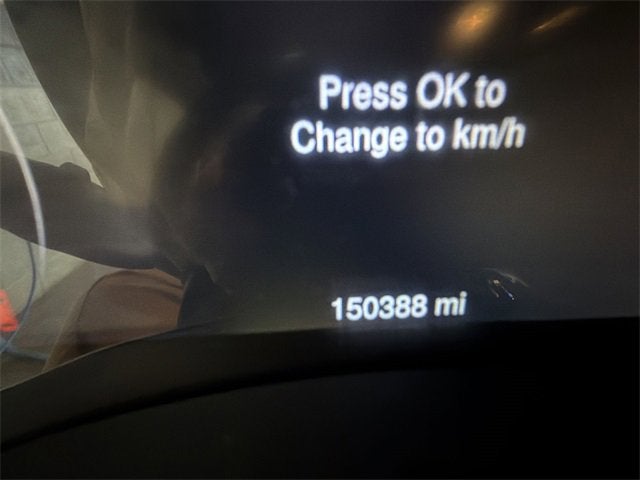 Press OK to
Change to km/h
150388 mi